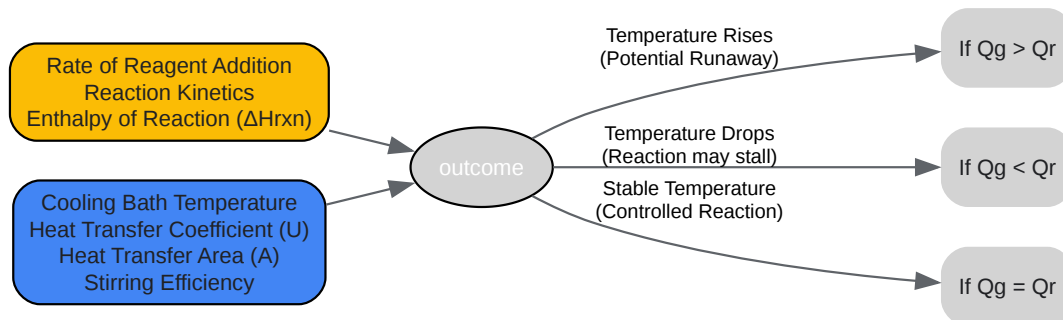 Rate of Reagent Addition
Reaction Kinetics
Enthalpy of Reaction (ΔHrxn)
Cooling Bath Temperature
Heat Transfer Coefficient (U)
Heat Transfer Area (A)
Stirring Efficiency
outcome
Temperature Rises
(Potential Runaway)
Temperature Drops
(Reaction may stall)
Stable Temperature
(Controlled Reaction)
If Qg > Qr
If Qg < Qr
If Qg = Qr